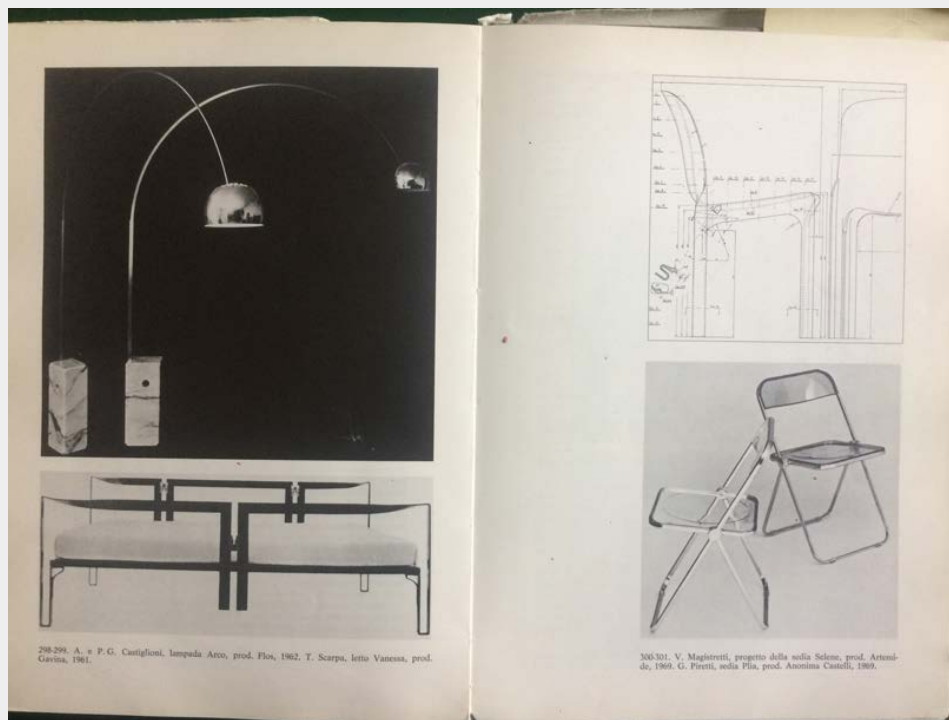 298-299. A. e P.G. Castiglioni, lampada Arco, prod. Flos, 1962. T. Scarpa, letto Vanessa, prod.
Gavina, 1961.
300-301. V. Magistretti, progetto della sedia Selene, prod. Artemi-
de, 1969. G. Piretti, sedia Plia, prod. Anonima Castelli, 1969.